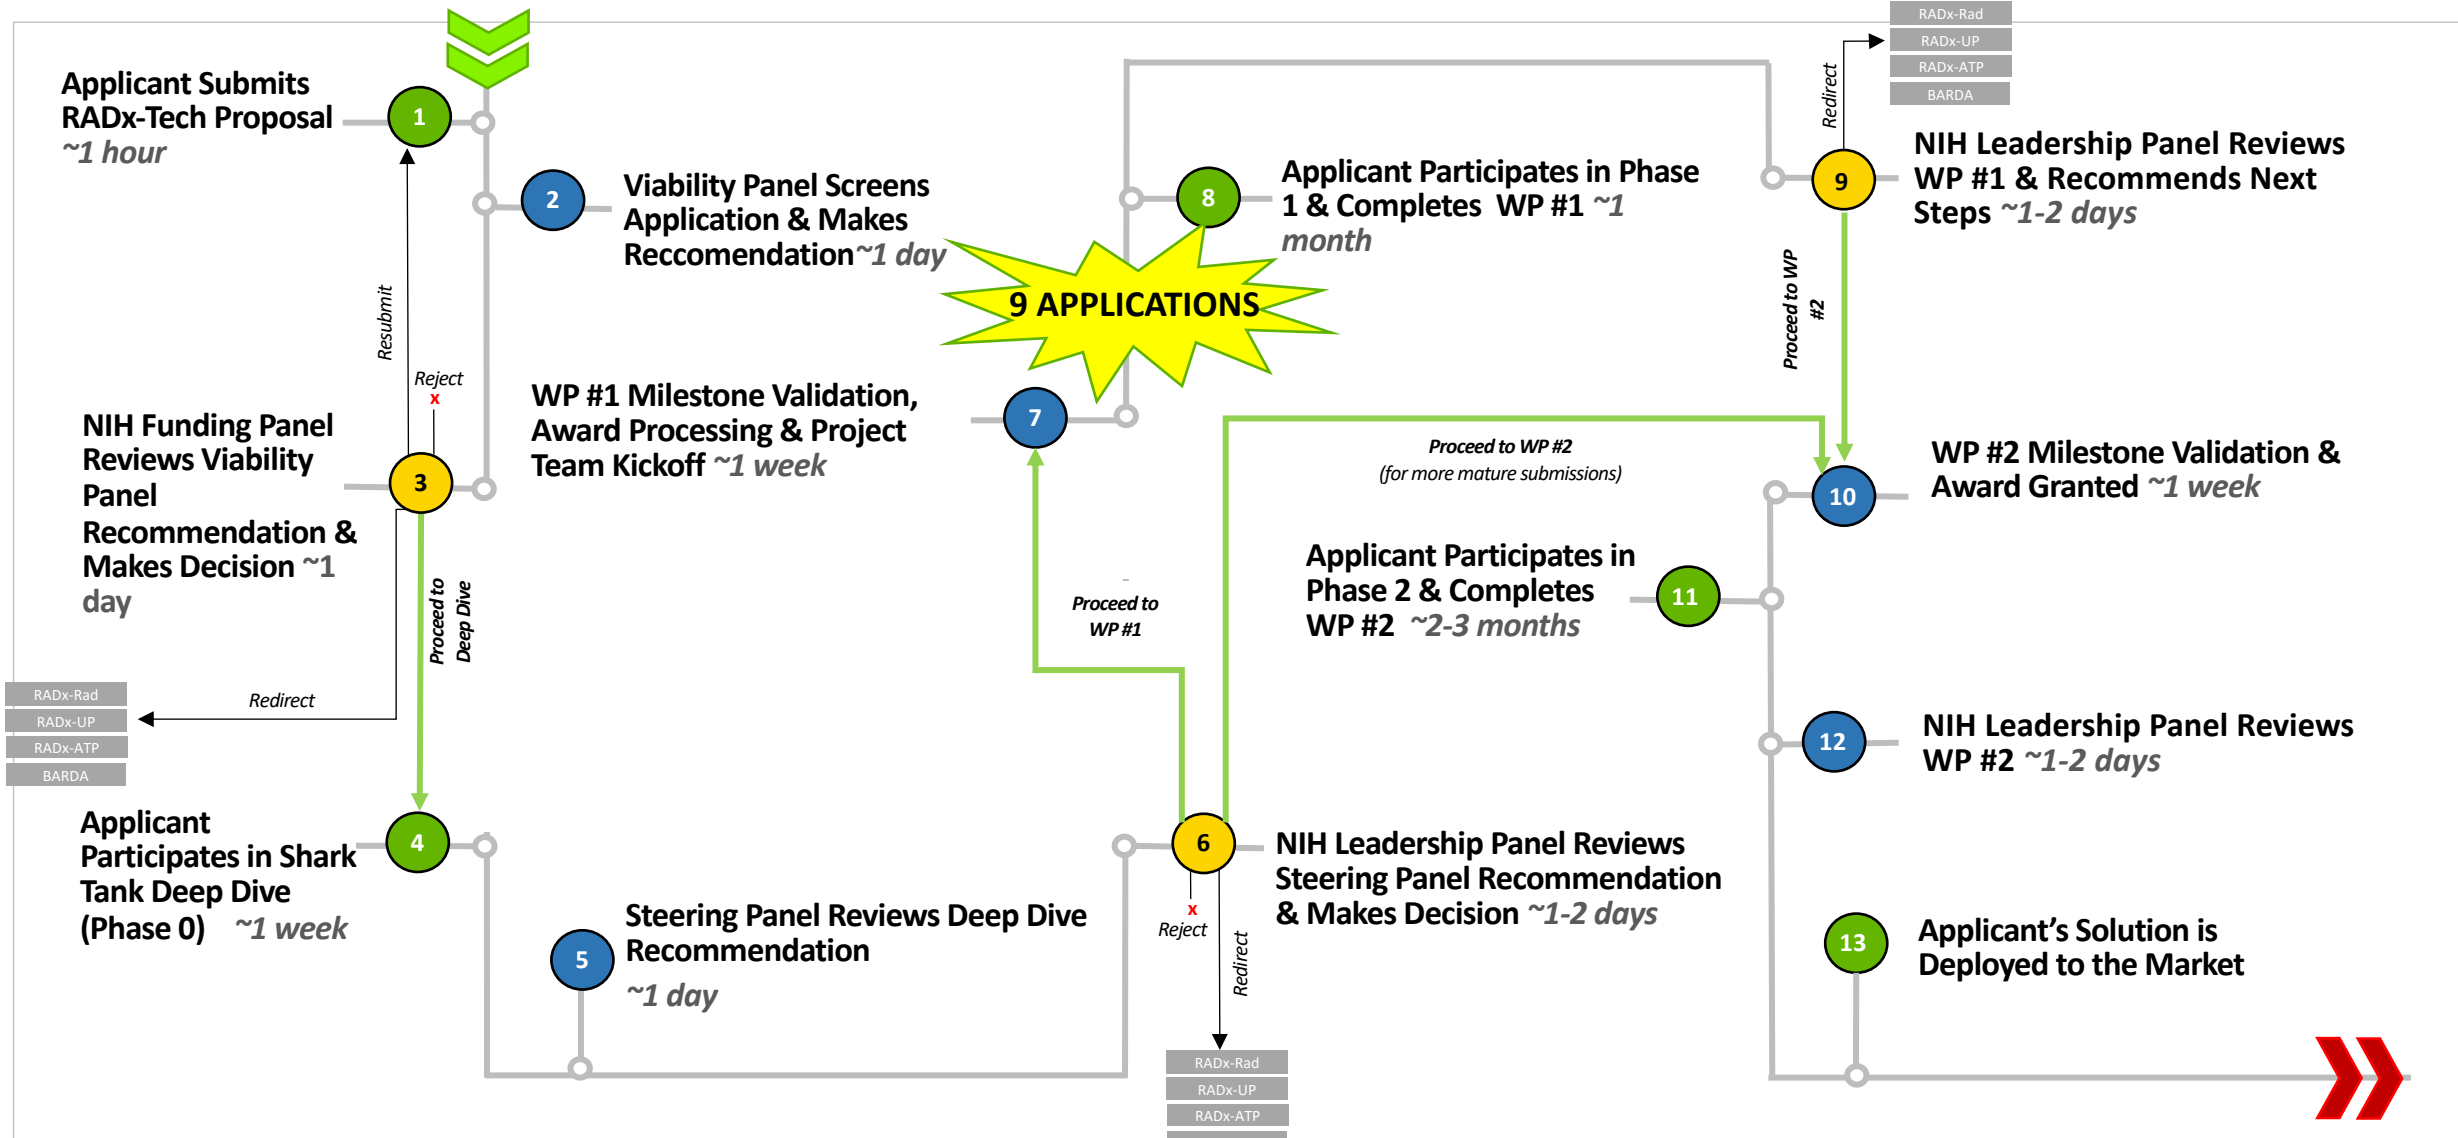 Applicant Submits
RADx-Tech Proposal
~1 hour
1
2
Viability Panel Screens
Application & Makes
Reccomendation ~1 day
Resubmit
Reject
x
NIH Funding Panel
Reviews Viability
Panel
Recommendation &
Makes Decision ~1
day
3
Proceed to
Deep Dive
Redirect
RADx-Rad
RADx-UP
RADx-ATP
BARDA
Applicant
Participates in Shark
Tank Deep Dive
(Phase 0) ~1 week
4
5
Steering Panel Reviews Deep Dive
Recommendation
~1 day
6
NIH Leadership Panel Reviews
Steering Panel Recommendation
& Makes Decision ~1-2 days
x
Reject
Redirect
RADx-Rad
RADx-UP
RADx-ATP
Proceed to
WP #1
Proceed to WP #2
(for more mature submissions)
WP #1 Milestone Validation,
Award Processing & Project
Team Kickoff ~1 week
7
9 APPLICATIONS
8
Applicant Participates in Phase
1 & Completes WP #1 ~1
month
RADx-Rad
RADx-UP
RADx-ATP
BARDA
Redirect
9
NIH Leadership Panel Reviews
WP #1 & Recommends Next
Steps ~1-2 days
Proceed to WP
#2
10
WP #2 Milestone Validation &
Award Granted ~1 week
Applicant Participates in
Phase 2 & Completes
WP #2 ~2-3 months
11
12
NIH Leadership Panel Reviews
WP #2 ~1-2 days
13
Applicant’s Solution is
Deployed to the Market